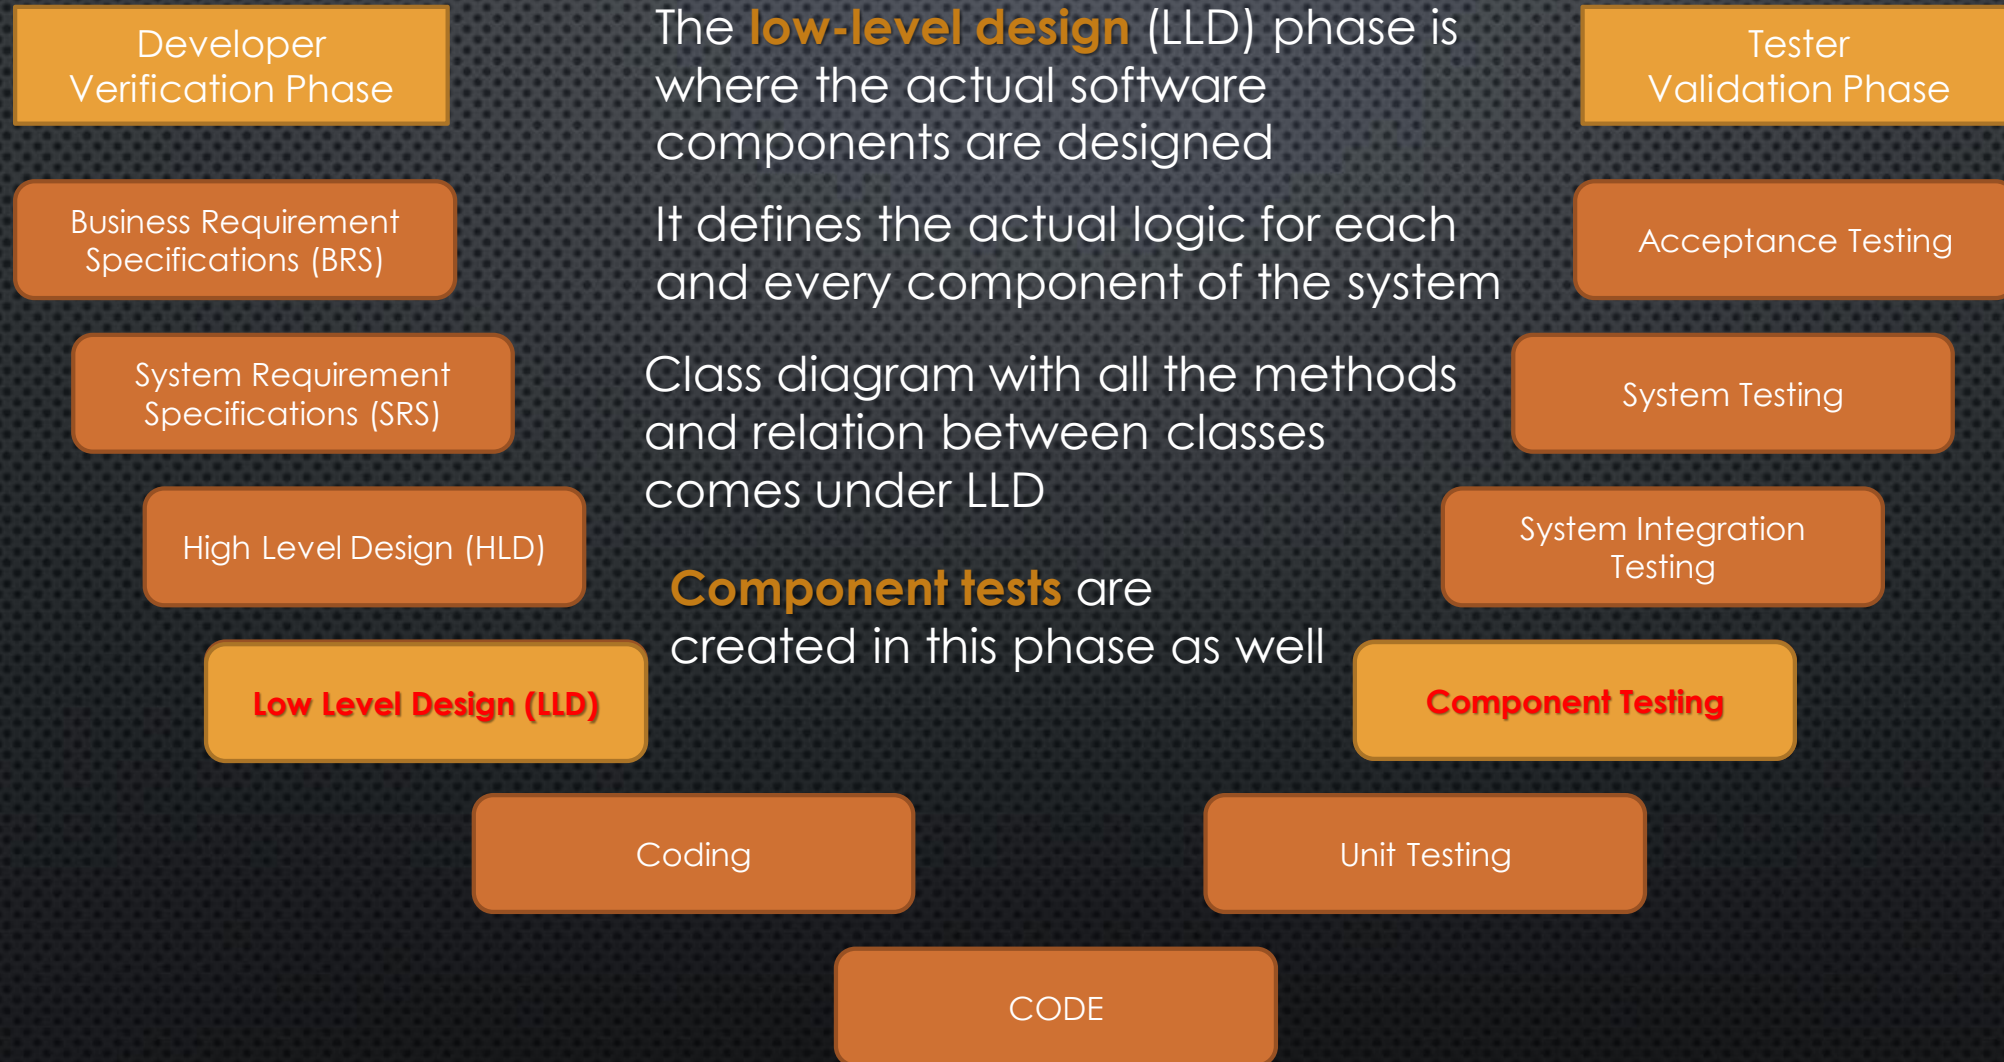 Developer
Verification Phase
The low-level design (LLD) phase is
where the actual software
components are designed
Tester
Validation Phase
Business Requirement
Specifications (BRS)
It defines the actual logic for each
and every component of the system
Acceptance Testing
System Requirement
Specifications (SRS)
Class diagram with all the methods
and relation between classes
comes under LLD
System Testing
High Level Design (HLD)
Component tests are
created in this phase as well
System Integration
Testing
Low Level Design (LLD)
Component Testing
Coding
Unit Testing
CODE